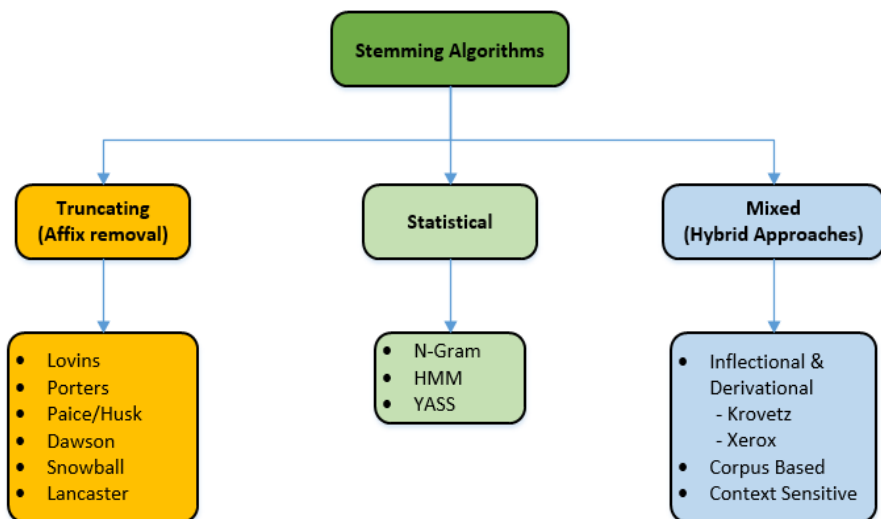 Stemming Algorithms
Truncating
(Affix removal)
Statistical
Mixed
(Hybrid Approaches)
• Lovins
• Porters
• Paice/Husk
• Dawson
• Snowball
• Lancaster
• N-Gram
• HMM
• YASS
• Inflectional &
Derivational
- Krovetz
- Xerox
• Corpus Based
• Context Sensitive